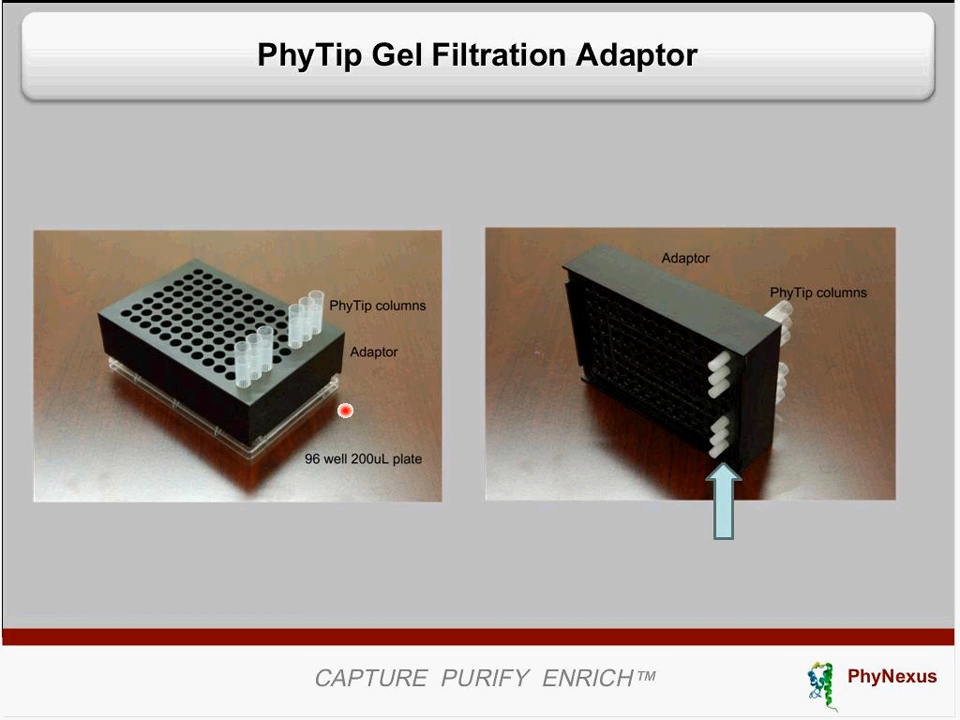 PhyTip Gel Filtration Adaptor
PhyTip columns
Adaptor
96 well 200uL plate
Adaptor
PhyTip columns
CAPTURE PURIFY ENRICH™
PhyNexus